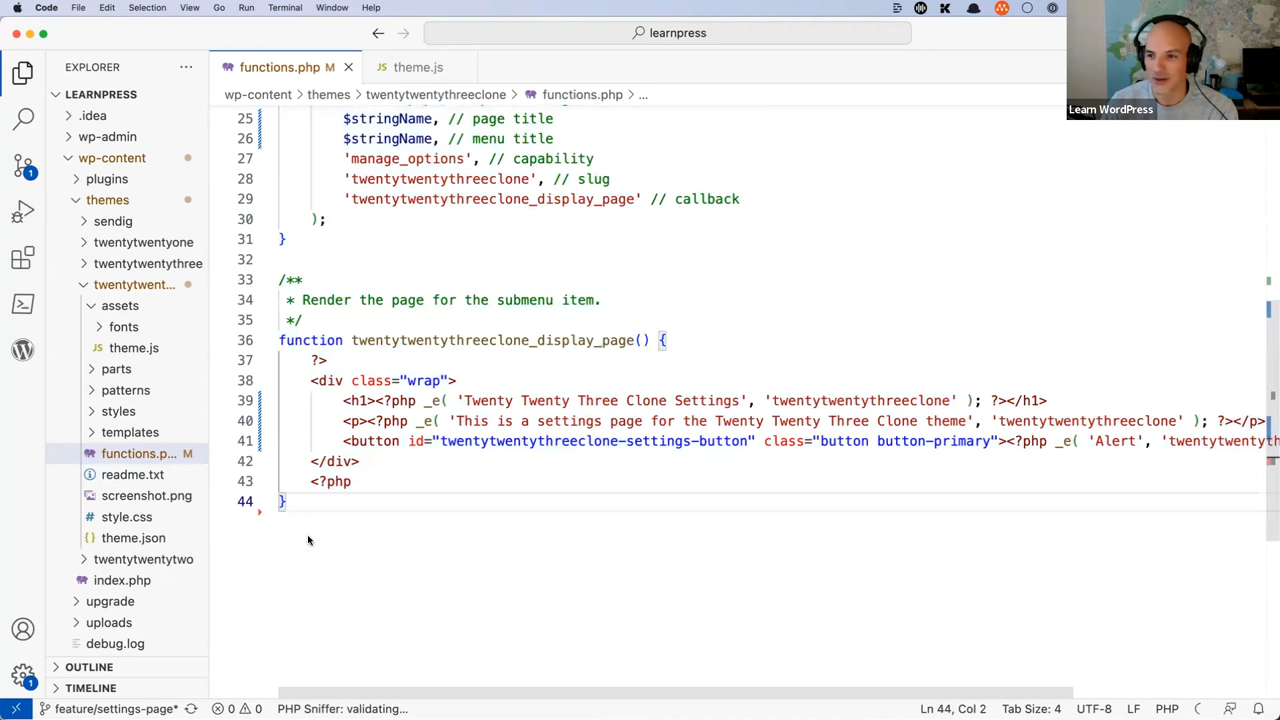 Code File Edit Selection View Go Run Terminal Window Help
learnpress
Learn WordPress
EXPLORER
functions.php M
theme.js
LEARNPRESS
wp-content > themes > twentytwentythreeclone > functions.php > ...
.idea
wp-admin
wp-content
plugins
themes
sendig
twentytwentyone
twentytwentythree
twentytwent...
assets
fonts
theme.js
parts
patterns
styles
templates
functions.p... M
readme.txt
screenshot.png
style.css
theme.json
twentytwentytwo
index.php
upgrade
uploads
debug.log
OUTLINE
TIMELINE
1
1
25 $stringName, // page title
26 $stringName, // menu title
27 'manage_options', // capability
28 'twentytwentythreeclone', // slug
29 'twentytwentythreeclone_display_page' // callback
30 );
31 }
32
33 /**
34 * Render the page for the submenu item.
35 */
36 function twentytwentythreeclone_display_page() {
37 ?>
38 <div class="wrap">
39 <h1><?php _e( 'Twenty Twenty Three Clone Settings', 'twentytwentythreeclone' ); ?></h1>
40 <p><?php _e( 'This is a settings page for the Twenty Twenty Three Clone theme', 'twentytwentythreeclone' ); ?></p>
41 <button id="twentytwentythreeclone-settings-button" class="button button-primary"><?php _e( 'Alert', 'twentytwentyth
42 </div>
43 <?php
44 }
feature/settings-page* 0 0 PHP Sniffer: validating... Ln 44, Col 2 Tab Size: 4 UTF-8 LF PHP